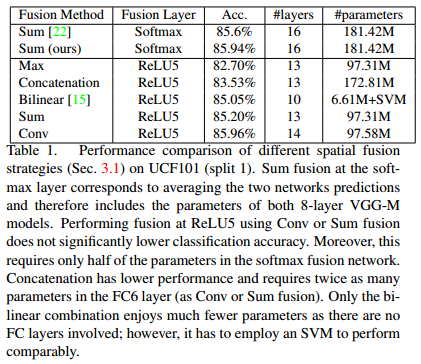 Fusion Method Fusion Layer Acc. #layers #parameters
Sum [22] Softmax 85.6% 16 181.42M
Sum (ours) Softmax 85.94% 16 181.42M
Max ReLU5 82.70% 13 97.31M
Concatenation ReLU5 83.53% 13 172.81M
Bilinear [15] ReLU5 85.05% 10 6.61M+SVM
Sum ReLU5 85.20% 13 97.31M
Conv ReLU5 85.96% 14 97.58M
Table 1. Performance comparison of different spatial fusion
strategies (Sec. 3.1) on UCF101 (split 1). Sum fusion at the soft-
max layer corresponds to averaging the two networks predictions
and therefore includes the parameters of both 8-layer VGG-M
models. Performing fusion at ReLU5 using Conv or Sum fusion
does not significantly lower classification accuracy. Moreover, this
requires only half of the parameters in the softmax fusion network.
Concatenation has lower performance and requires twice as many
parameters in the FC6 layer (as Conv or Sum fusion). Only the bi-
linear combination enjoys much fewer parameters as there are no
FC layers involved; however, it has to employ an SVM to perform
comparably.